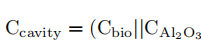 C_cavity = (C_bio||C_Al₂O₃